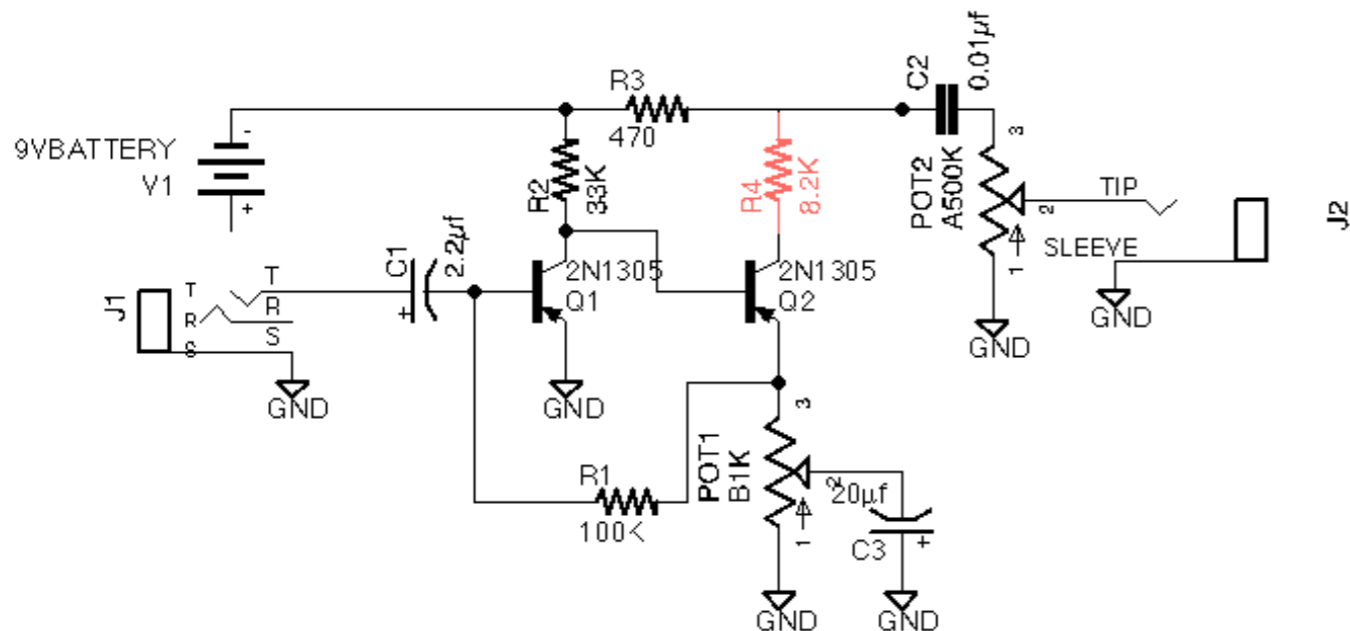 R3
470
C2
0.01µf
9VBATTERY
V1
-
+
R2
33K
R4
8.2K
POT2
A500K
3
2
1
TIP
SLEEVE
J2
GND
GND
C1
2.2µf
+
2N1305
Q1
2N1305
Q2
J1
T
R
S
T
R
S
GND
GND
R1
100K
POT1
B1K
3
2
1
20µf
C3
+
GND
GND